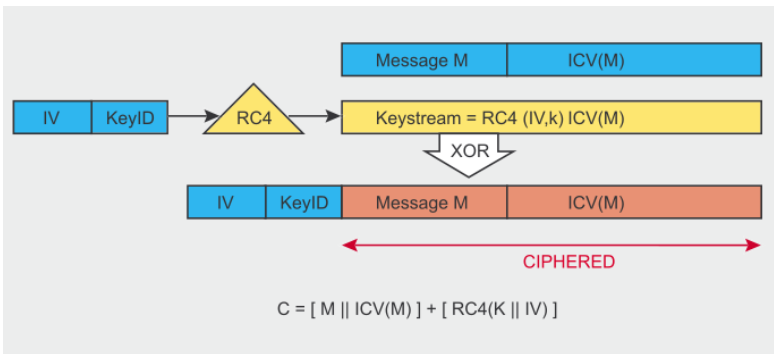 Message M ICV(M)
IV KeyID RC4 Keystream = RC4 (IV,k) ICV(M)
XOR
IV KeyID Message M ICV(M)
CIPHERED
C = [ M || ICV(M) ] + [ RC4(K || IV) ]